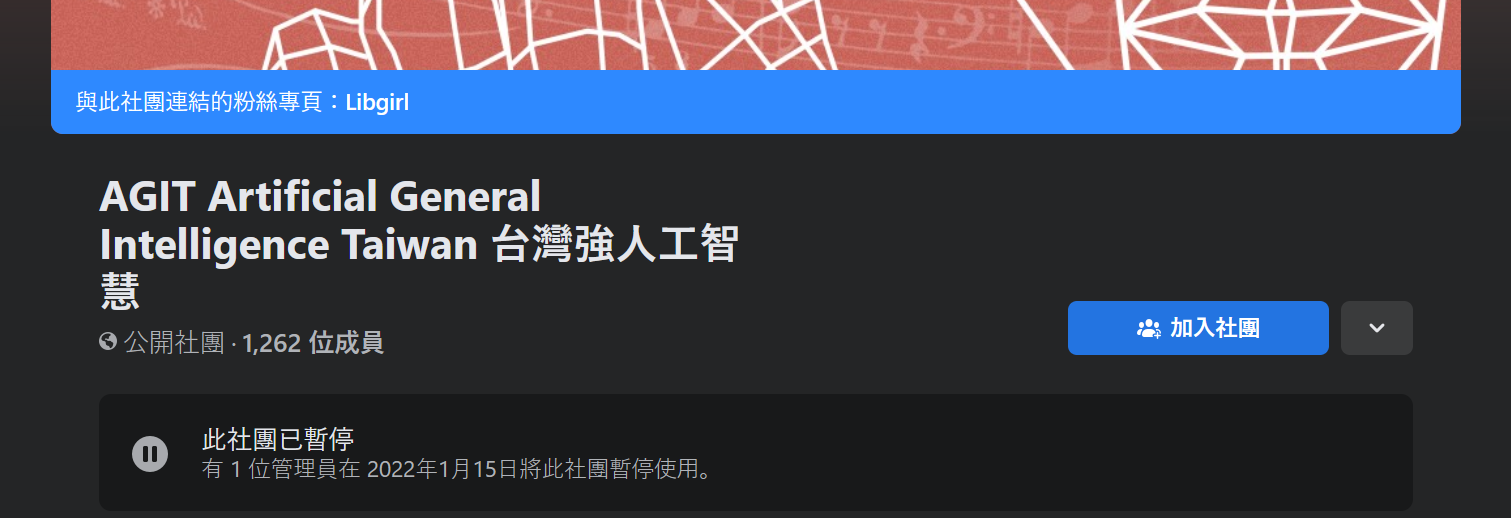 與此社團連結的粉絲專頁：Libgirl
AGIT Artificial General
Intelligence Taiwan 台灣強人工智
慧
公開社團 · 1,262 位成員
加入社團
此社團已暫停
有 1 位管理員在 2022年1月15日將此社團暫停使用。